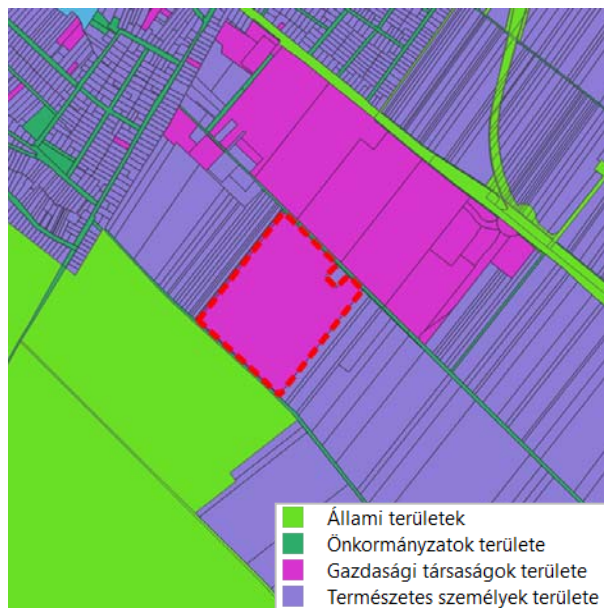 Állami területek
Önkormányzatok területe
Gazdasági társaságok területe
Természetes személyek területe